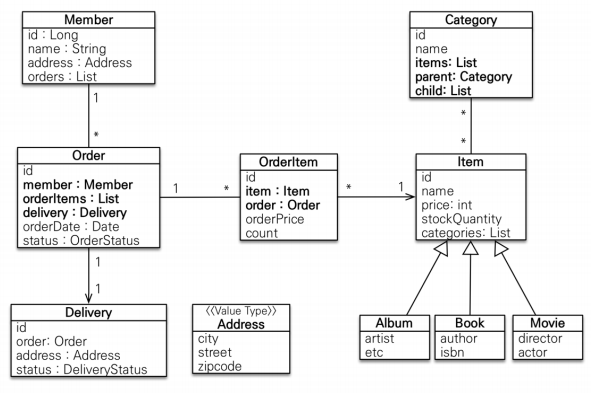 Member
id : Long
name : String
address : Address
orders : List
1
*
Order
id
member : Member
orderItems : List
delivery : Delivery
orderDate : Date
status : OrderStatus
1
*
OrderItem
id
item : Item
order : Order
orderPrice
count
*
1
Category
id
name
items: List
parent: Category
child: List
*
*
Item
id
name
price: int
stockQuantity
categories: List
1
1
Delivery
id
order: Order
address : Address
status : DeliveryStatus
<<Value Type>>
Address
city
street
zipcode
Album
artist
etc
Book
author
isbn
Movie
director
actor